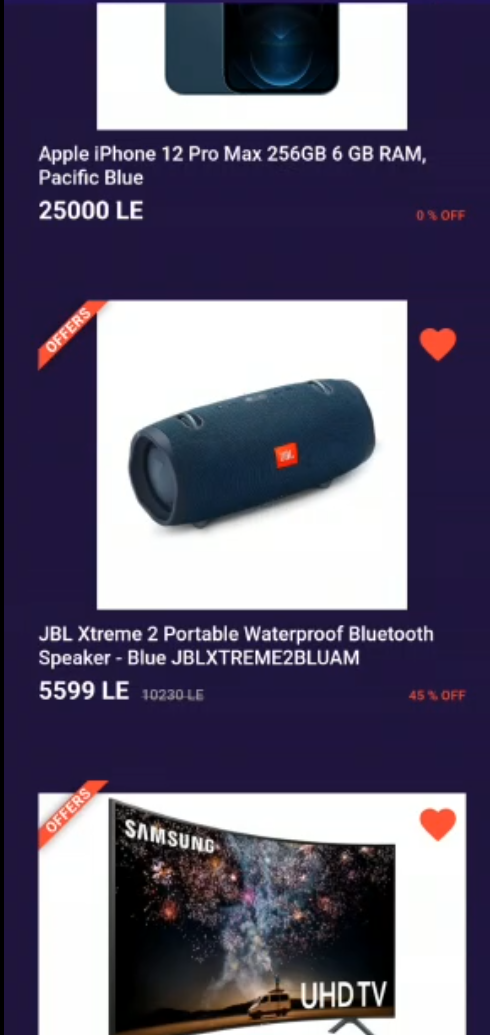 Apple iPhone 12 Pro Max 256GB 6 GB RAM,
Pacific Blue
25000 LE
0 % OFF
OFFERS
JBL
JBL Xtreme 2 Portable Waterproof Bluetooth
Speaker - Blue JBLXTREME2BLUAM
5599 LE 10230 LE
45 % OFF
OFFERS
SAMSUNG
UHD TV